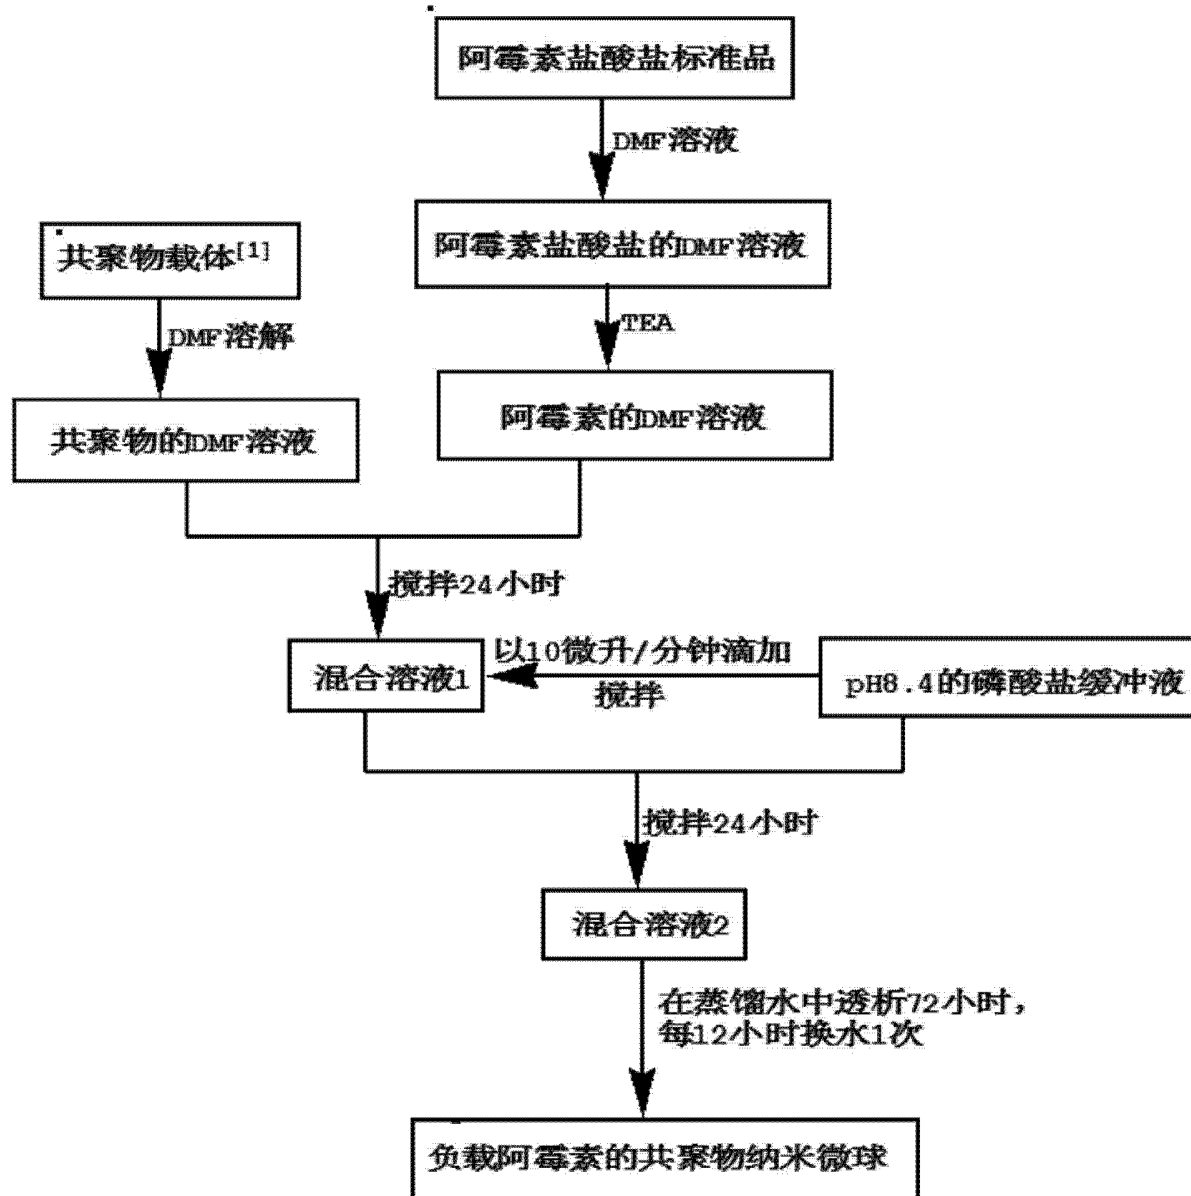 阿霉素盐酸盐标准品
DMF溶液
阿霉素盐酸盐的DMF溶液
共聚物载体[1]
TEA
DMF溶解
阿霉素的DMF溶液
共聚物的DMF溶液
搅拌24小时
以10微升/分钟滴加
混合溶液1
搅拌
pH8.4的磷酸盐缓冲液
搅拌24小时
混合溶液2
在蒸馏水中透析72小时,
每12小时换水1次
负载阿霉素的共聚物纳米微球